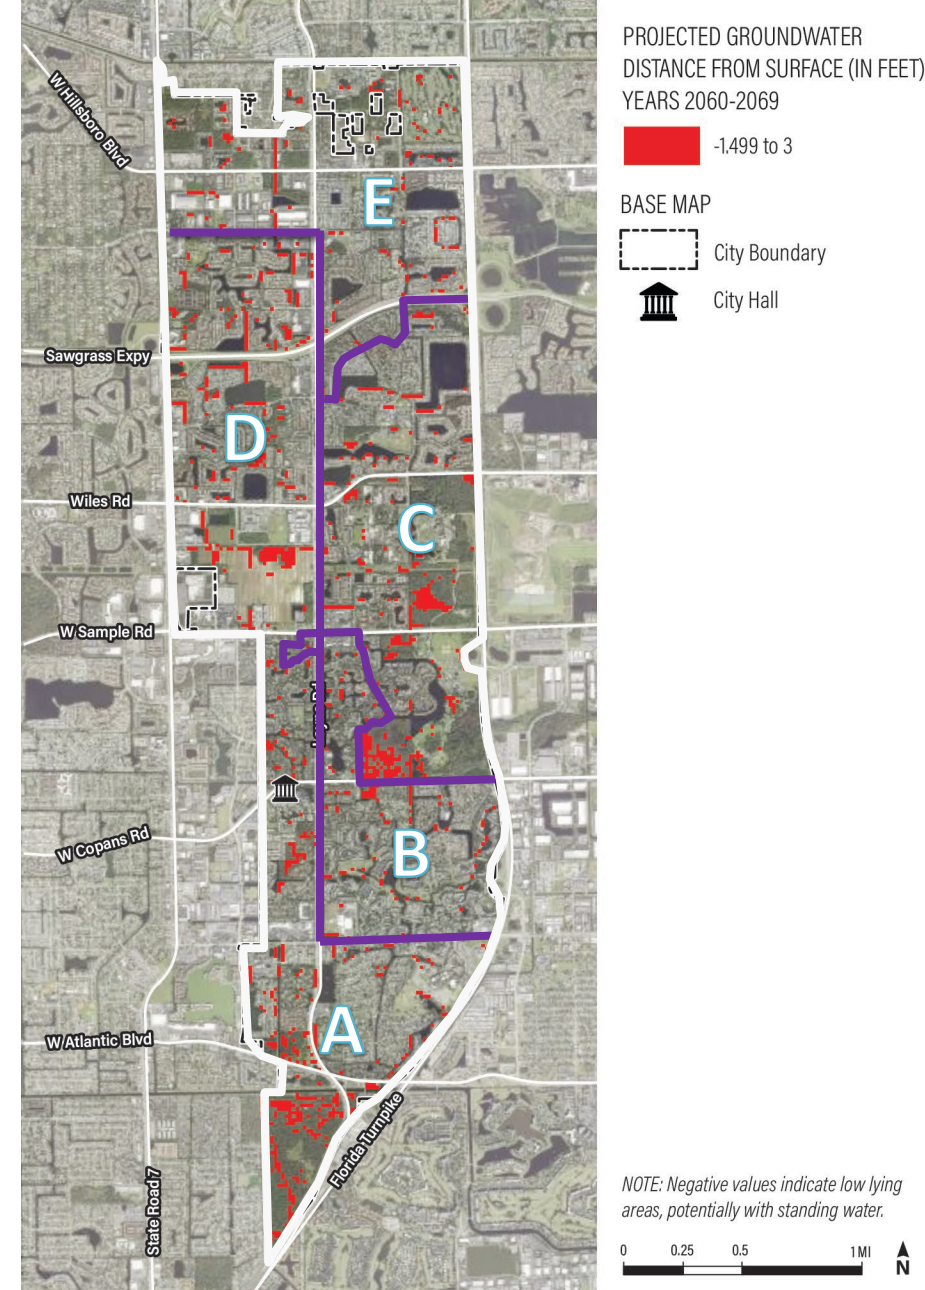 PROJECTED GROUNDWATER
DISTANCE FROM SURFACE (IN FEET)
YEARS 2060-2069
-1.499 to 3
BASE MAP
City Boundary
City Hall
W Hillsboro Blvd
E
Sawgrass Expy
D
Wiles Rd
C
W Sample Rd
Rd
W Copans Rd
B
A
W Atlantic Blvd
Florida Turnpike
State Road 7
NOTE: Negative values indicate low lying
areas, potentially with standing water.
0 0.25 0.5 1 MI
N